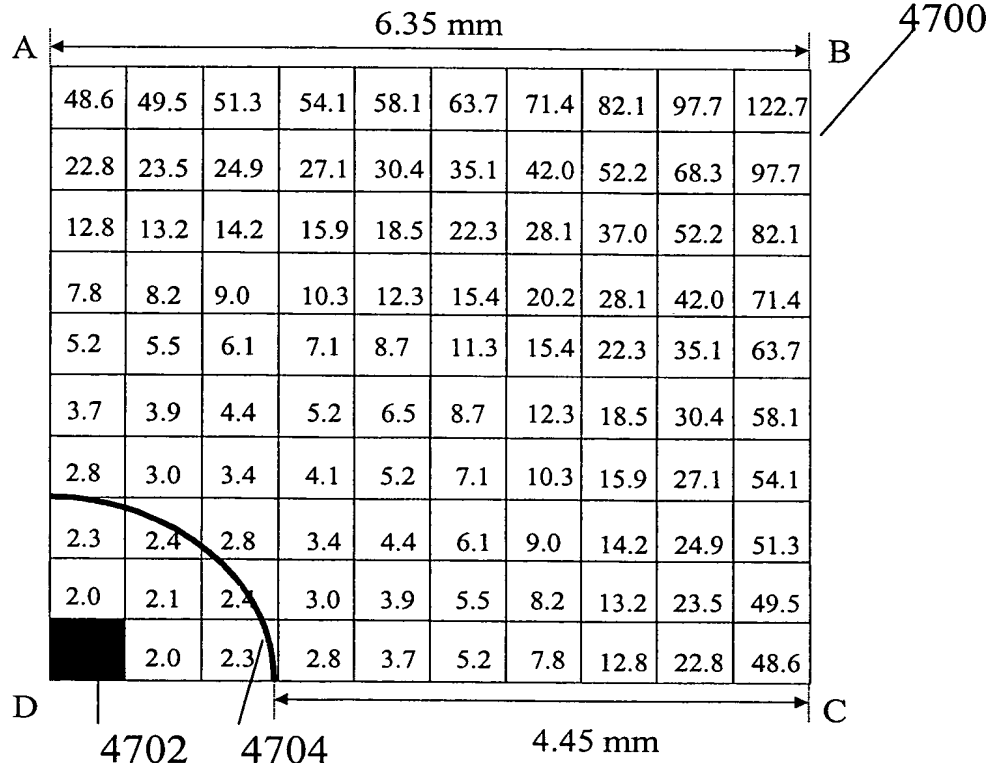 6.35 mm
4700
A
B
48.6 49.5 51.3 54.1 58.1 63.7 71.4 82.1 97.7 122.7
22.8 23.5 24.9 27.1 30.4 35.1 42.0 52.2 68.3 97.7
12.8 13.2 14.2 15.9 18.5 22.3 28.1 37.0 52.2 82.1
7.8 8.2 9.0 10.3 12.3 15.4 20.2 28.1 42.0 71.4
5.2 5.5 6.1 7.1 8.7 11.3 15.4 22.3 35.1 63.7
3.7 3.9 4.4 5.2 6.5 8.7 12.3 18.5 30.4 58.1
2.8 3.0 3.4 4.1 5.2 7.1 10.3 15.9 27.1 54.1
2.3 2.4 2.8 3.4 4.4 6.1 9.0 14.2 24.9 51.3
2.0 2.1 2.4 3.0 3.9 5.5 8.2 13.2 23.5 49.5
2.0 2.3 2.8 3.7 5.2 7.8 12.8 22.8 48.6
D
C
4702
4704
4.45 mm